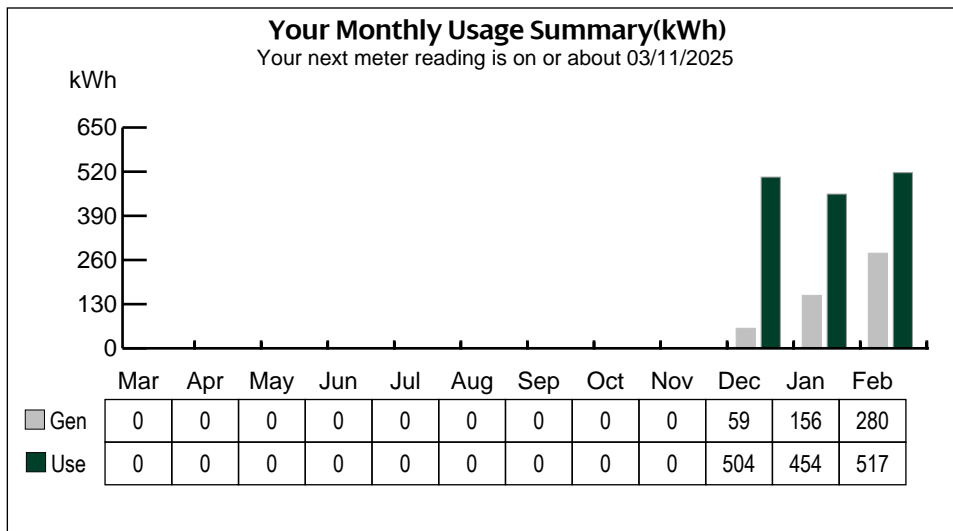 Your Monthly Usage Summary(kWh)
Your next meter reading is on or about 03/11/2025
kWh
650
520
390
260
130
0
Mar Apr May Jun Jul Aug Sep Oct Nov Dec Jan Feb
Gen 0 0 0 0 0 0 0 0 0 59 156 280
Use 0 0 0 0 0 0 0 0 0 504 454 517